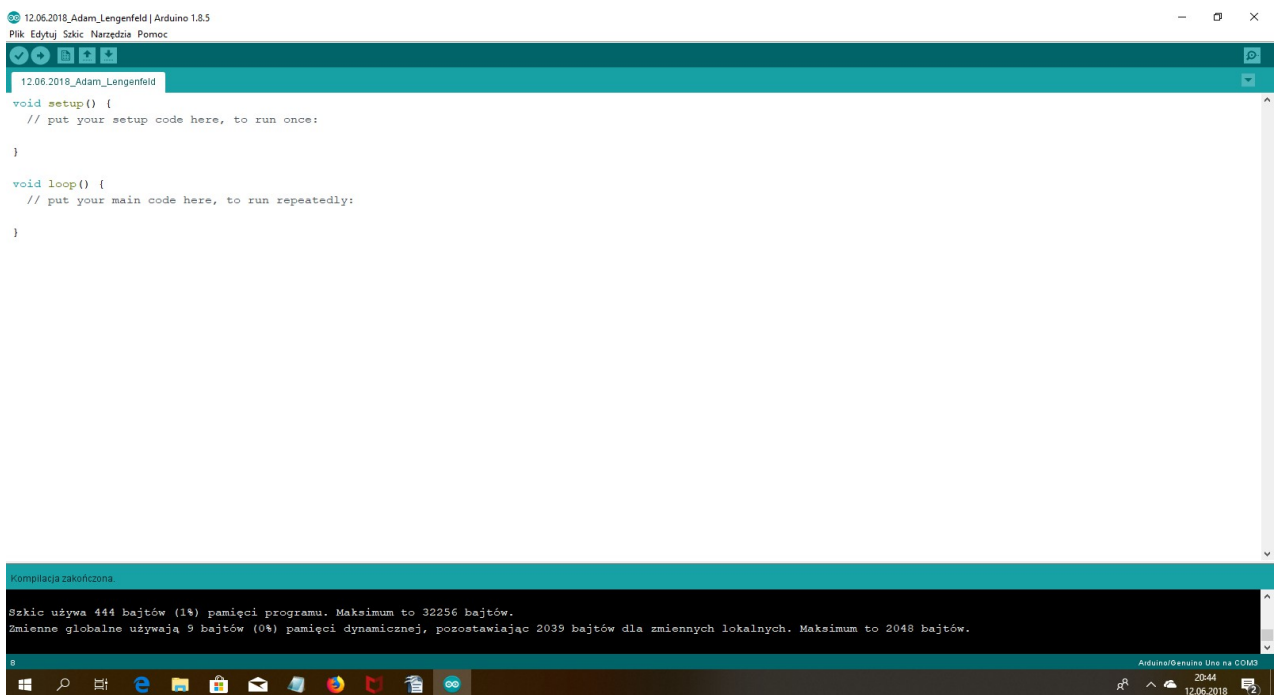 12.06.2018_Adam_Lengenfeld | Arduino 1.8.5
Plik Edytuj Szkic Narzędzia Pomoc
12.06.2018_Adam_Lengenfeld
void setup() {
  // put your setup code here, to run once:
}
void loop() {
  // put your main code here, to run repeatedly:
}
Kompilacja zakończona.
Szkic używa 444 bajtów (1%) pamięci programu. Maksimum to 32256 bajtów.
Zmienne globalne używają 9 bajtów (0%) pamięci dynamicznej, pozostawiając 2039 bajtów dla zmiennych lokalnych. Maksimum to 2048 bajtów.
8
Arduino/Genuino Uno na COM3
20:44
12.06.2018
2